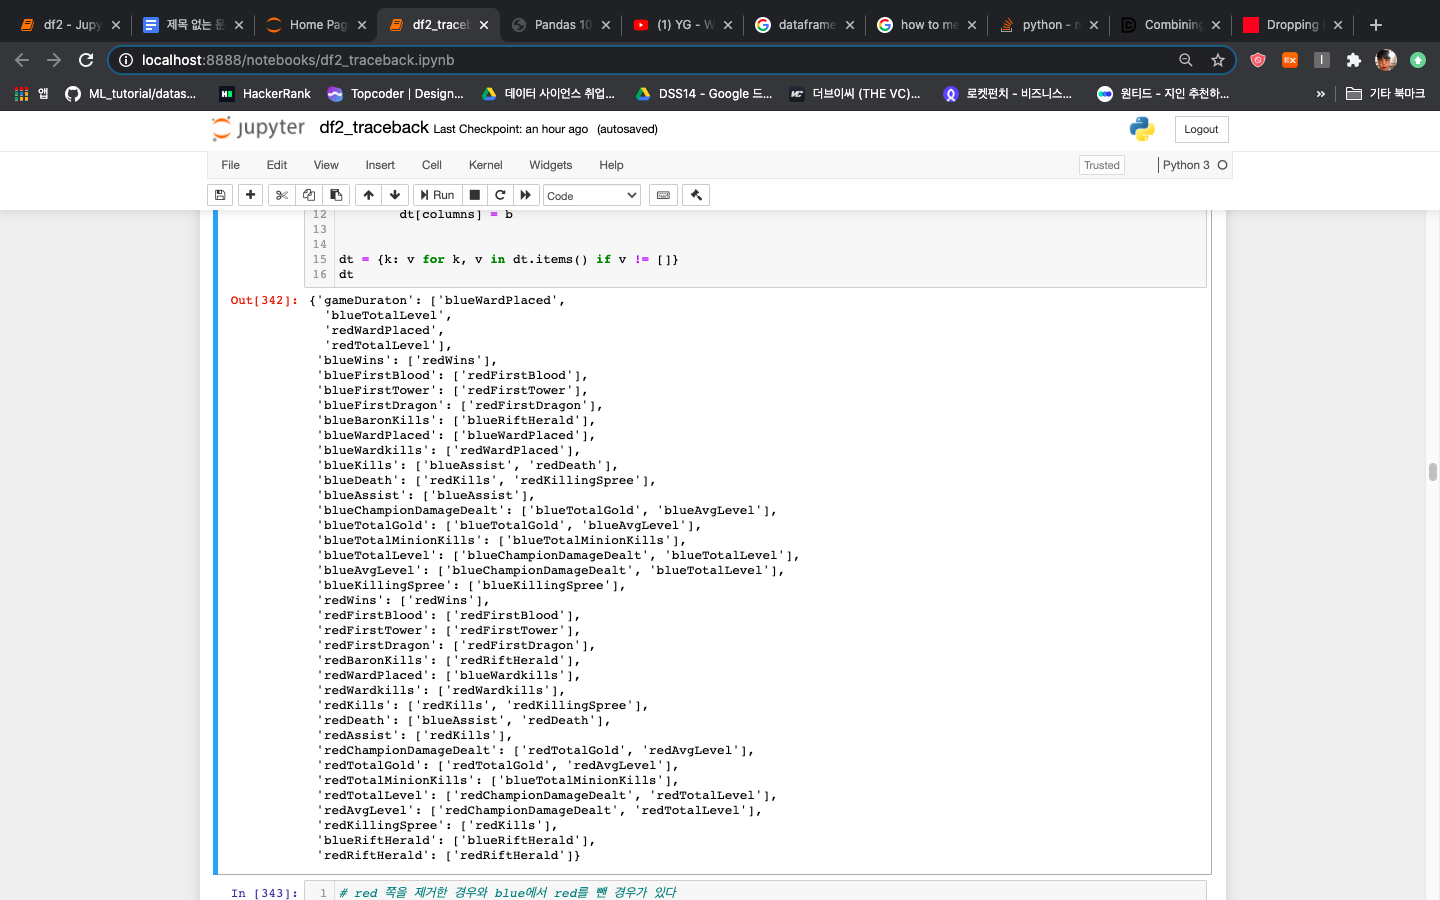 df2 - Jupy
제목 없는 문
Home Pag
df2_traceb
Pandas 10
(1) YG - W
dataframe
how to me
python - n
Combining
Dropping
localhost:8888/notebooks/df2_traceback.ipynb
앱
ML_tutorial/datas...
HackerRank
Topcoder | Design...
데이터 사이언스 취업...
DSS14 - Google 드...
더브이씨 (THE VC)...
로켓펀치 - 비즈니스...
원티드 - 지인 추천하...
»
기타 북마크
jupyter df2_traceback Last Checkpoint: an hour ago (autosaved)
Logout
File Edit View Insert Cell Kernel Widgets Help
Trusted
Python 3
Run
Code
12 dt[columns] = b
13
14
15 dt = {k: v for k, v in dt.items() if v != []}
16 dt
Out[342]: {'gameDuraton': ['blueWardPlaced',
'blueTotalLevel',
'redWardPlaced',
'redTotalLevel'],
'blueWins': ['redWins'],
'blueFirstBlood': ['redFirstBlood'],
'blueFirstTower': ['redFirstTower'],
'blueFirstDragon': ['redFirstDragon'],
'blueBaronKills': ['blueRiftHerald'],
'blueWardPlaced': ['blueWardPlaced'],
'blueWardkills': ['redWardPlaced'],
'blueKills': ['blueAssist', 'redDeath'],
'blueDeath': ['redKills', 'redKillingSpree'],
'blueAssist': ['blueAssist'],
'blueChampionDamageDealt': ['blueTotalGold', 'blueAvgLevel'],
'blueTotalGold': ['blueTotalGold', 'blueAvgLevel'],
'blueTotalMinionKills': ['blueTotalMinionKills'],
'blueTotalLevel': ['blueChampionDamageDealt', 'blueTotalLevel'],
'blueAvgLevel': ['blueChampionDamageDealt', 'blueTotalLevel'],
'blueKillingSpree': ['blueKillingSpree'],
'redWins': ['redWins'],
'redFirstBlood': ['redFirstBlood'],
'redFirstTower': ['redFirstTower'],
'redFirstDragon': ['redFirstDragon'],
'redBaronKills': ['redRiftHerald'],
'redWardPlaced': ['blueWardkills'],
'redWardkills': ['redWardkills'],
'redKills': ['redKills', 'redKillingSpree'],
'redDeath': ['blueAssist', 'redDeath'],
'redAssist': ['redKills'],
'redChampionDamageDealt': ['redTotalGold', 'redAvgLevel'],
'redTotalGold': ['redTotalGold', 'redAvgLevel'],
'redTotalMinionKills': ['blueTotalMinionKills'],
'redTotalLevel': ['redChampionDamageDealt', 'redTotalLevel'],
'redAvgLevel': ['redChampionDamageDealt', 'redTotalLevel'],
'redKillingSpree': ['redKills'],
'blueRiftHerald': ['blueRiftHerald'],
'redRiftHerald': ['redRiftHerald']}
In [343]: 1 # red 쪽을 제거한 경우와 blue에서 red를 뺀 경우가 있다